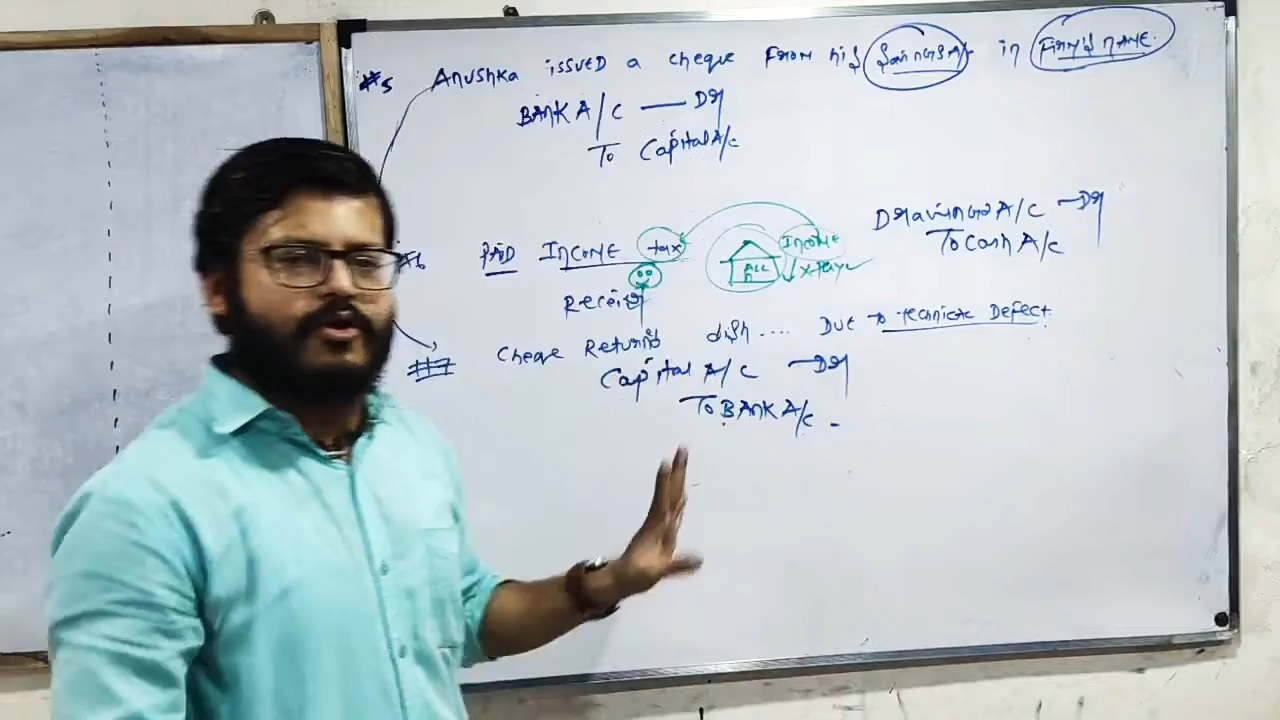 #5 Anushka issued a cheque from his savings A/c in firm's name.
BANK A/C — Dr
To Capital A/c
#6 PAID INCOME tax
Income
Drawings A/C — Dr
To Cash A/c
Receive
#7 Cheque Returned dish .... Due to technical Defect.
Capital A/C — Dr
To BANK A/c.